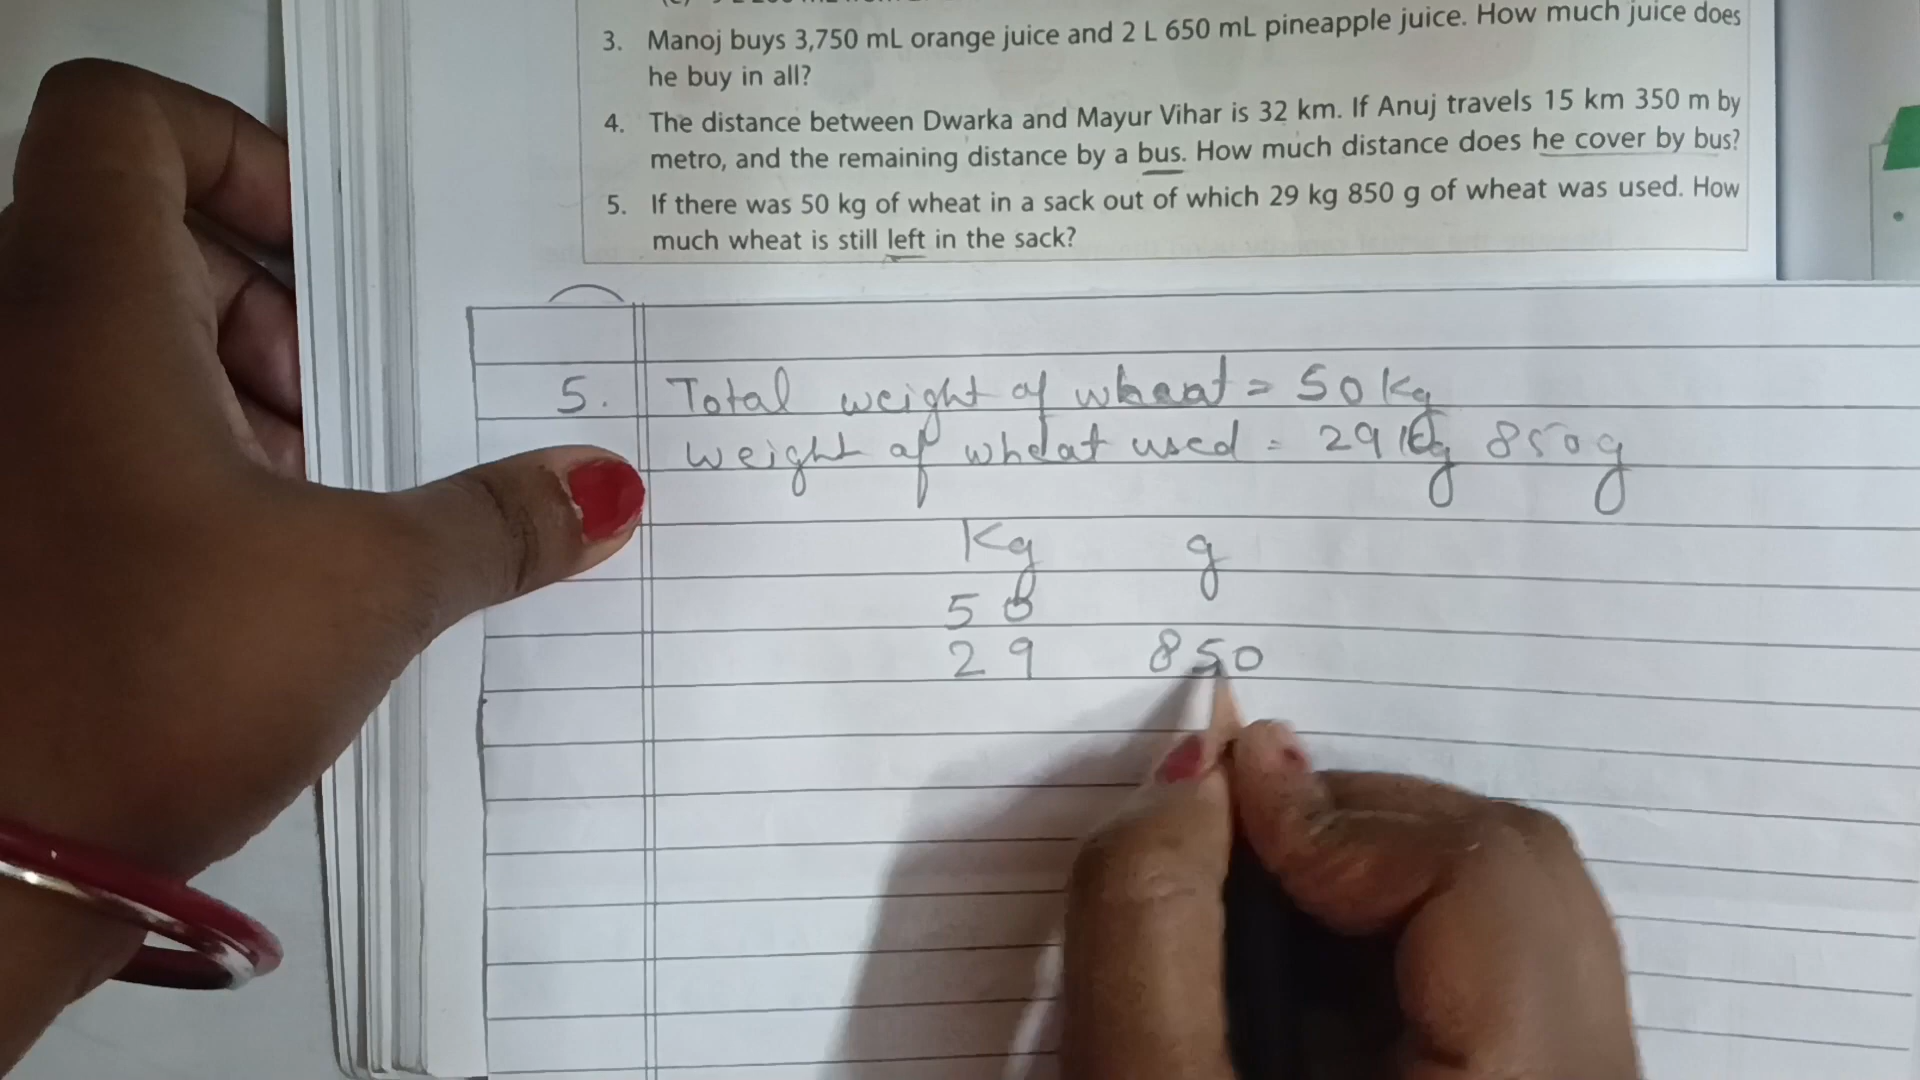 3. Manoj buys 3,750 mL orange juice and 2 L 650 mL pineapple juice. How much juice does
he buy in all?
4. The distance between Dwarka and Mayur Vihar is 32 km. If Anuj travels 15 km 350 m by
metro, and the remaining distance by a bus. How much distance does he cover by bus?
5. If there was 50 kg of wheat in a sack out of which 29 kg 850 g of wheat was used. How
much wheat is still left in the sack?
5. Total weight of wheat = 50 Kg
weight of wheat used = 29 Kg 850 g
Kg g
50
29 850